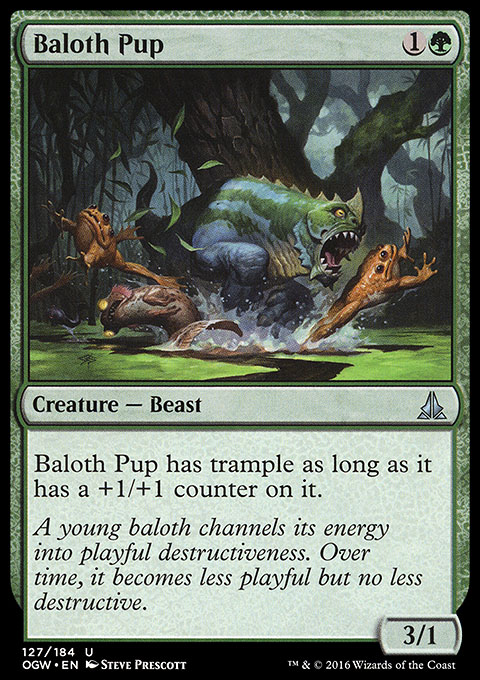 Baloth Pup 1
Creature — Beast
Baloth Pup has trample as long as it
has a +1/+1 counter on it.
A young baloth channels its energy
into playful destructiveness. Over
time, it becomes less playful but no less
destructive.
3/1
127/184 U
OGW • EN Steve Prescott ™ & © 2016 Wizards of the Coast